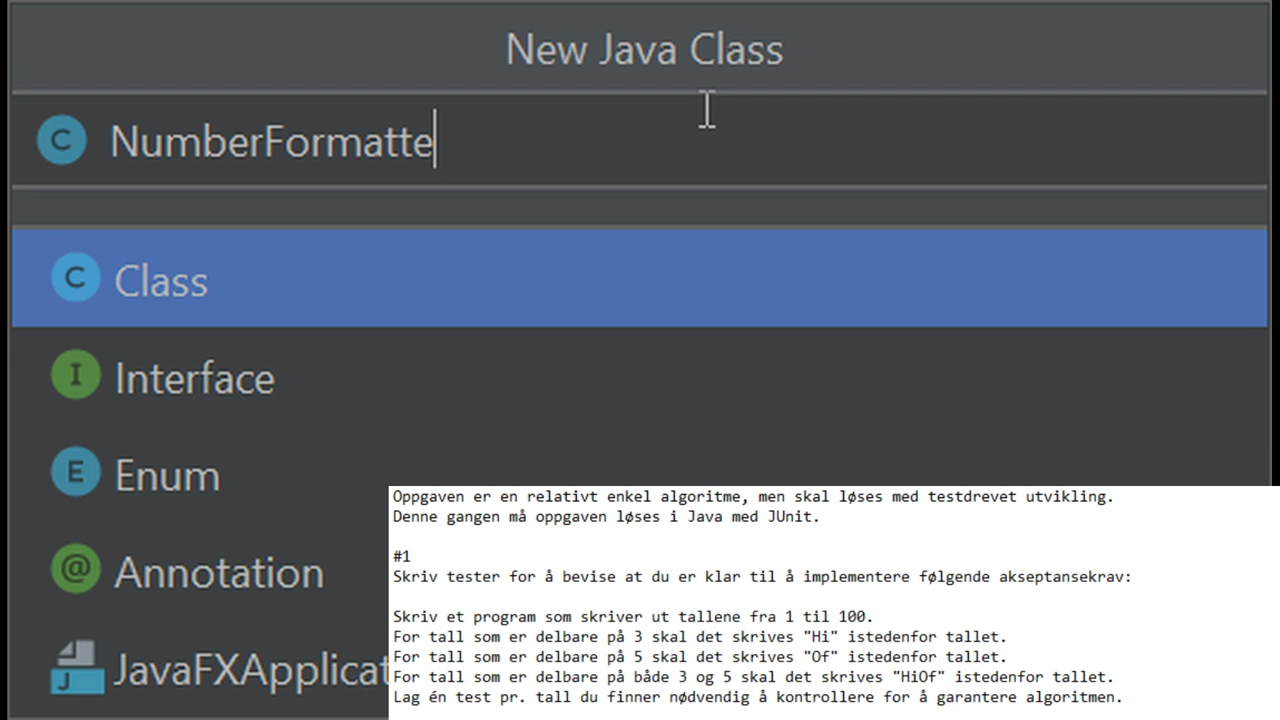 New Java Class
C NumberFormatte
C Class
I Interface
E Enum
@ Annotation
J JavaFXApplicat
Oppgaven er en relativt enkel algoritme, men skal løses med testdrevet utvikling.
Denne gangen må oppgaven løses i Java med JUnit.
#1
Skriv tester for å bevise at du er klar til å implementere følgende akseptansekrav:
Skriv et program som skriver ut tallene fra 1 til 100.
For tall som er delbare på 3 skal det skrives "Hi" istedenfor tallet.
For tall som er delbare på 5 skal det skrives "Of" istedenfor tallet.
For tall som er delbare på både 3 og 5 skal det skrives "HiOf" istedenfor tallet.
Lag én test pr. tall du finner nødvendig å kontrollere for å garantere algoritmen.